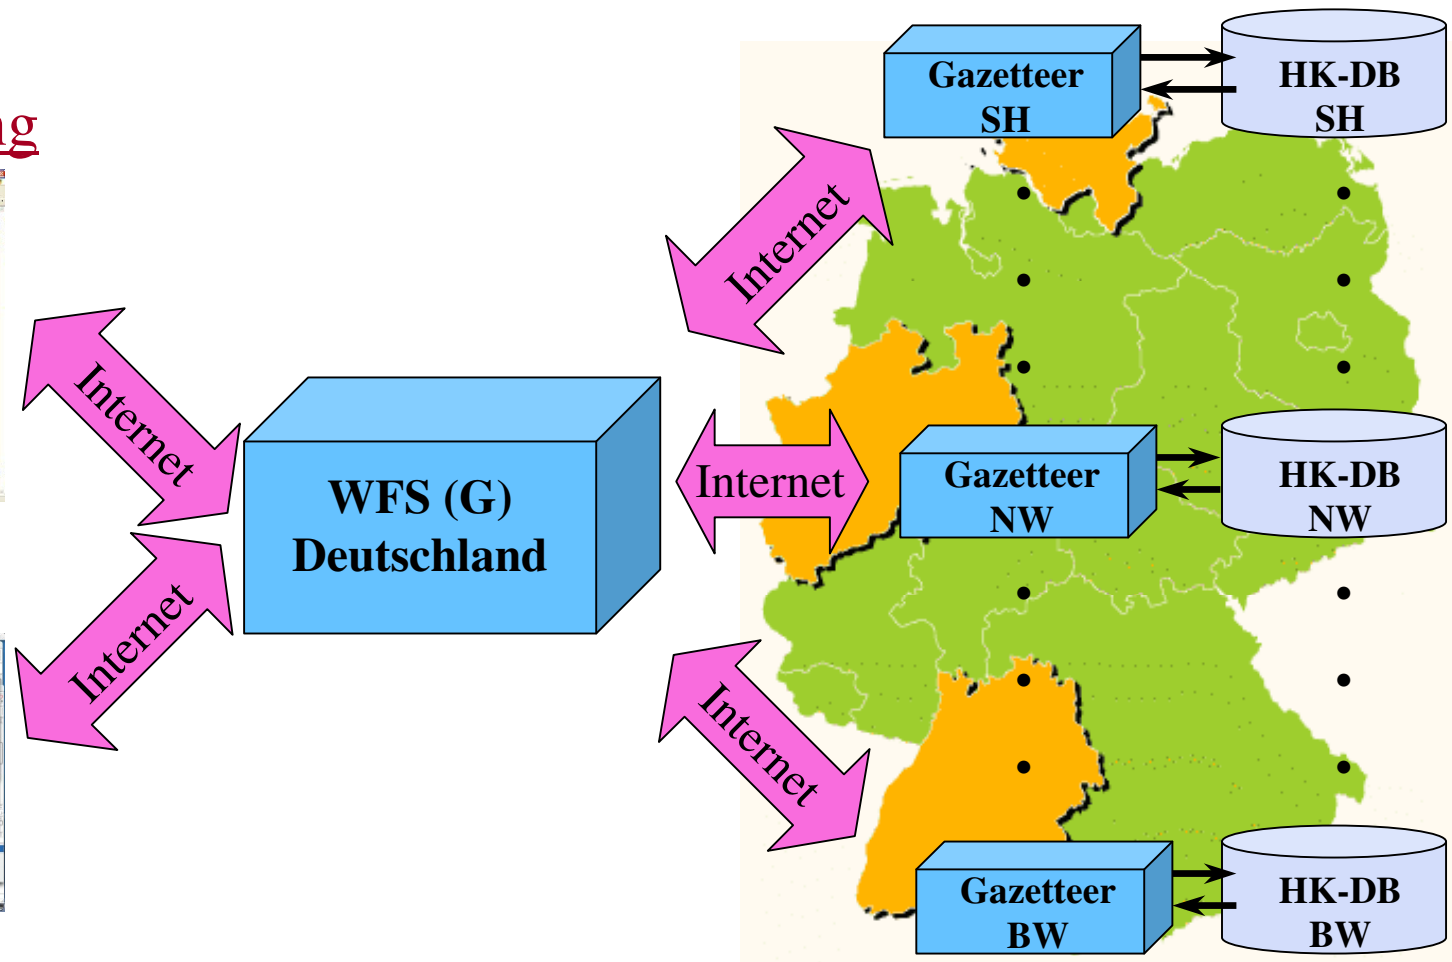 ng
Gazetteer
SH
HK-DB
SH
Internet
Internet
WFS (G)
Deutschland
Internet
Gazetteer
NW
HK-DB
NW
Internet
Internet
Gazetteer
BW
HK-DB
BW